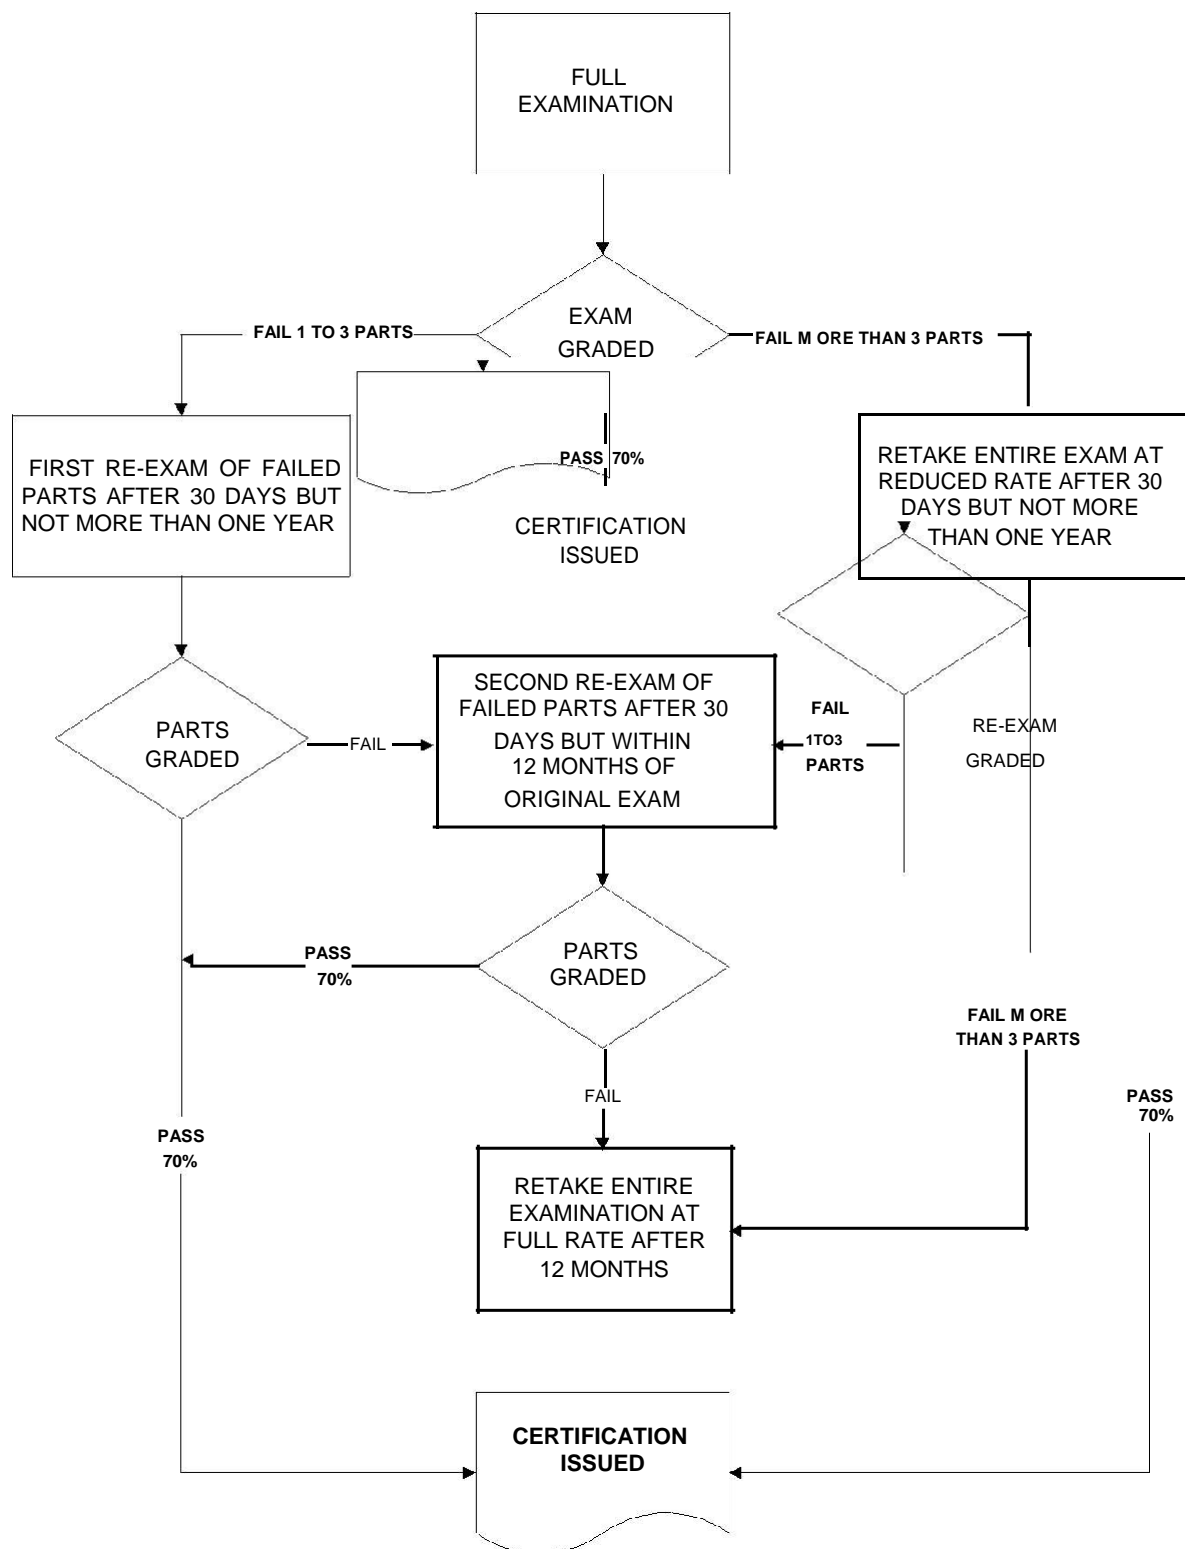 FULL
EXAMINATION
EXAM
GRADED
FAIL 1 TO 3 PARTS
FAIL M ORE THAN 3 PARTS
PASS 70%
CERTIFICATION
ISSUED
FIRST RE-EXAM OF FAILED
PARTS AFTER 30 DAYS BUT
NOT MORE THAN ONE YEAR
RETAKE ENTIRE EXAM AT
REDUCED RATE AFTER 30
DAYS BUT NOT MORE
THAN ONE YEAR
PARTS
GRADED
FAIL
SECOND RE-EXAM OF
FAILED PARTS AFTER 30
DAYS BUT WITHIN
12 MONTHS OF
ORIGINAL EXAM
FAIL
1TO3
PARTS
RE-EXAM
GRADED
PARTS
GRADED
PASS
70%
FAIL
FAIL M ORE
THAN 3 PARTS
PASS
70%
PASS
70%
RETAKE ENTIRE
EXAMINATION AT
FULL RATE AFTER
12 MONTHS
CERTIFICATION
ISSUED